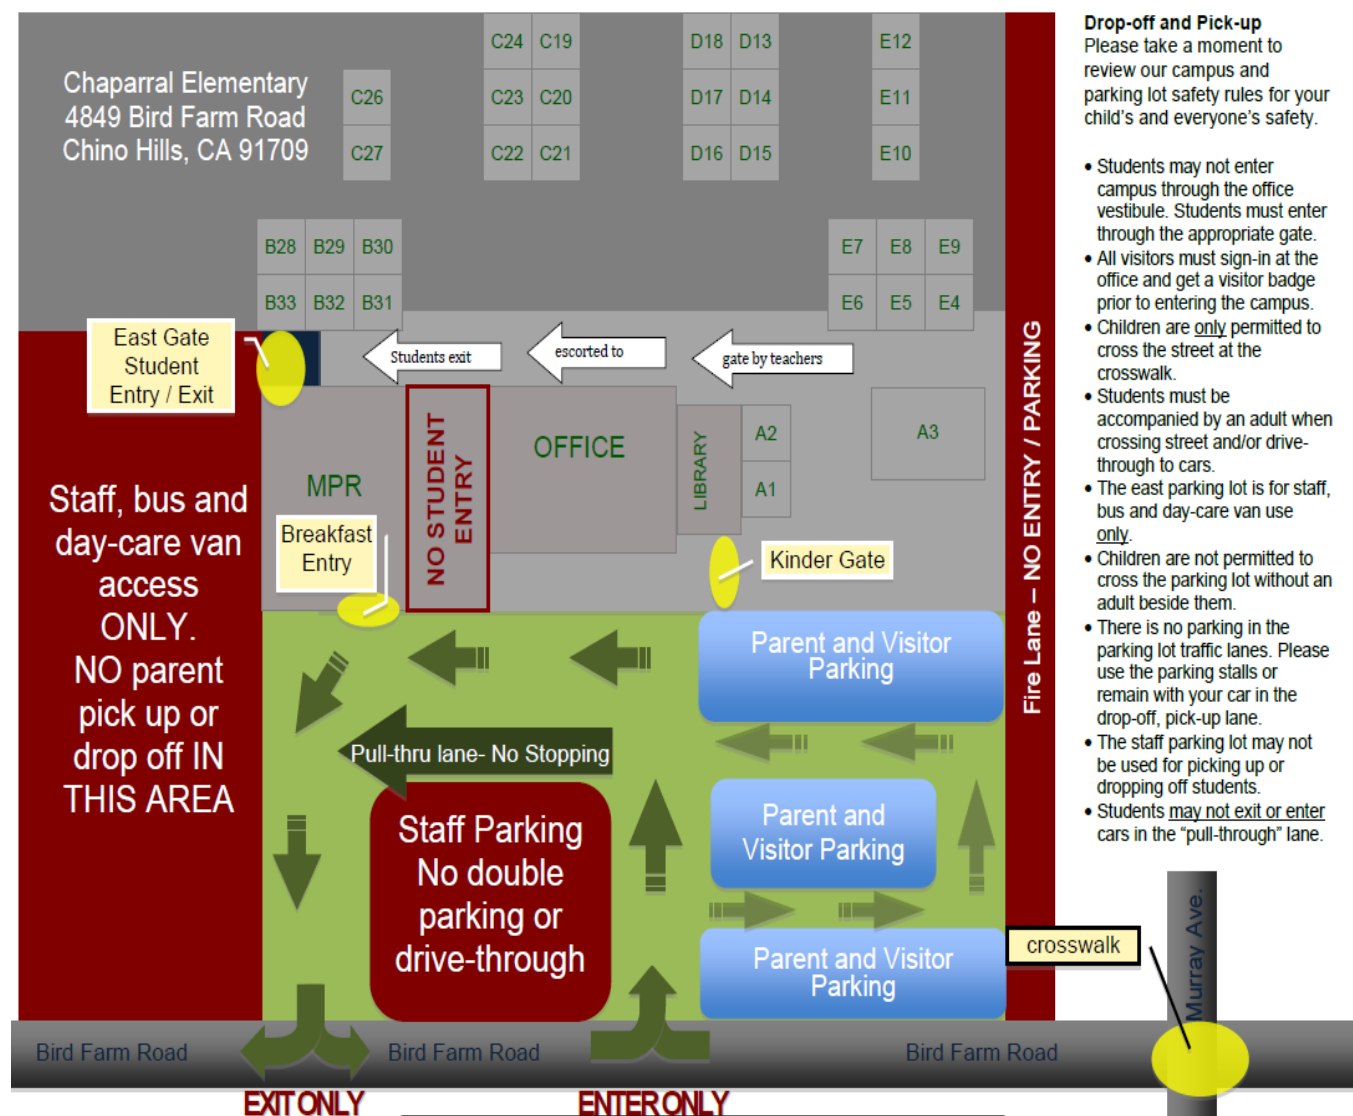 Chaparral Elementary
4849 Bird Farm Road
Chino Hills, CA 91709
C24 C19
D18 D13
E12
C26
C23 C20
D17 D14
E11
C27
C22 C21
D16 D15
E10
B28 B29 B30
E7 E8 E9
B33 B32 B31
E6 E5 E4
East Gate
Student
Entry / Exit
Students exit
escorted to
gate by teachers
MPR
NO STUDENT
ENTRY
OFFICE
LIBRARY
A2
A1
A3
Breakfast
Entry
Kinder Gate
Staff, bus and
day-care van
access
ONLY.
NO parent
pick up or
drop off IN
THIS AREA
Parent and Visitor
Parking
Pull-thru lane- No Stopping
Staff Parking
No double
parking or
drive-through
Parent and
Visitor Parking
Parent and Visitor
Parking
Fire Lane – NO ENTRY / PARKING
Bird Farm Road
Bird Farm Road
Bird Farm Road
EXIT ONLY
ENTER ONLY
Drop-off and Pick-up
Please take a moment to
review our campus and
parking lot safety rules for your
child's and everyone's safety.
• Students may not enter
campus through the office
vestibule. Students must enter
through the appropriate gate.
• All visitors must sign-in at the
office and get a visitor badge
prior to entering the campus.
• Children are only permitted to
cross the street at the
crosswalk.
• Students must be
accompanied by an adult when
crossing street and/or drive-
through to cars.
• The east parking lot is for staff,
bus and day-care van use
only.
• Children are not permitted to
cross the parking lot without an
adult beside them.
• There is no parking in the
parking lot traffic lanes. Please
use the parking stalls or
remain with your car in the
drop-off, pick-up lane.
• The staff parking lot may not
be used for picking up or
dropping off students.
• Students may not exit or enter
cars in the “pull-through” lane.
crosswalk
Murray Ave.